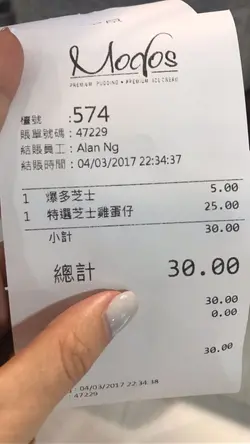 Mogos
PREMIUM PUDDING • PREMIUM
檯號 : 574
賬單號碼 : 47229
結賬員工 : Alan Ng
結賬時間 : 04/03/2017 22:34:37
1 爆多芝士 5.00
1 特選芝士雞蛋仔 25.00
小計 30.00
總計 30.00
30.00
0.00
30.00
: 04/03/2017 22:34:38
: 47229